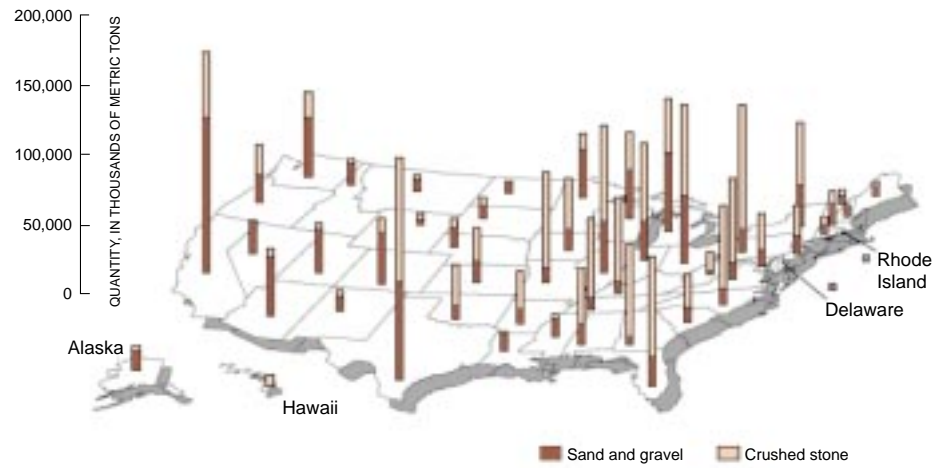 200,000
150,000
100,000
50,000
0
QUANTITY, IN THOUSANDS OF METRIC TONS
Rhode
Island
Delaware
Alaska
Hawaii
Sand and gravel
Crushed stone